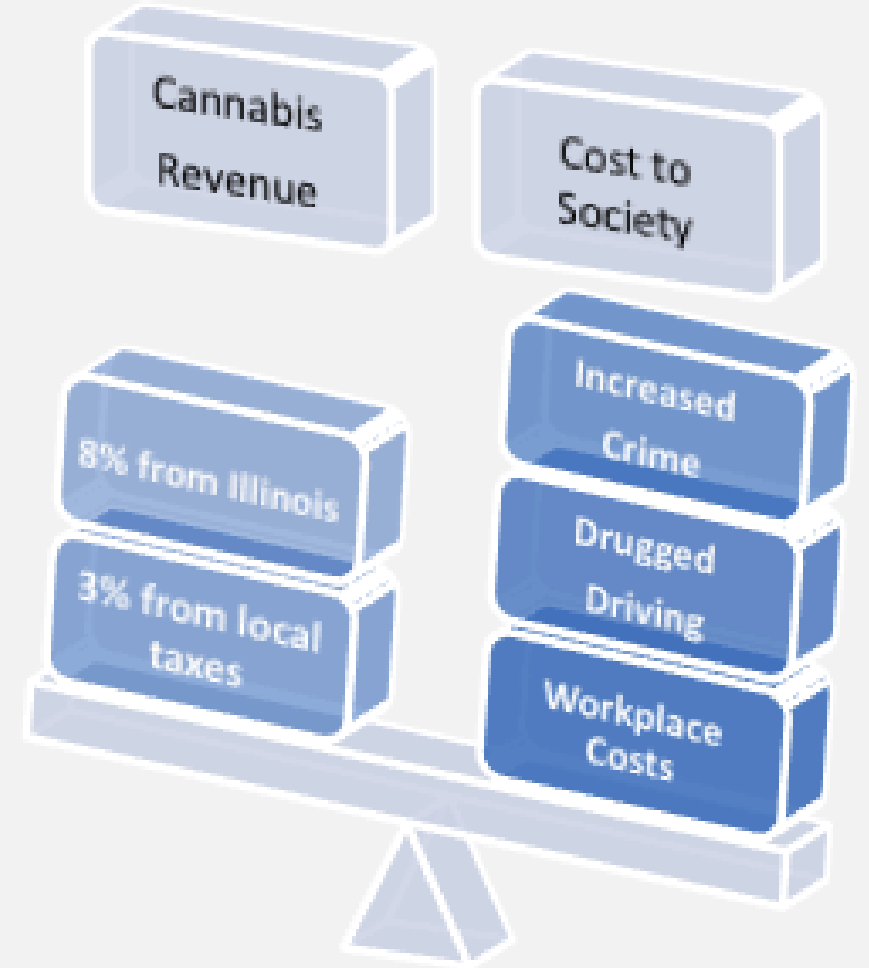 Cannabis
Revenue
Cost to
Society
8% from Illinois
3% from local
taxes
Increased
Crime
Drugged
Driving
Workplace
Costs